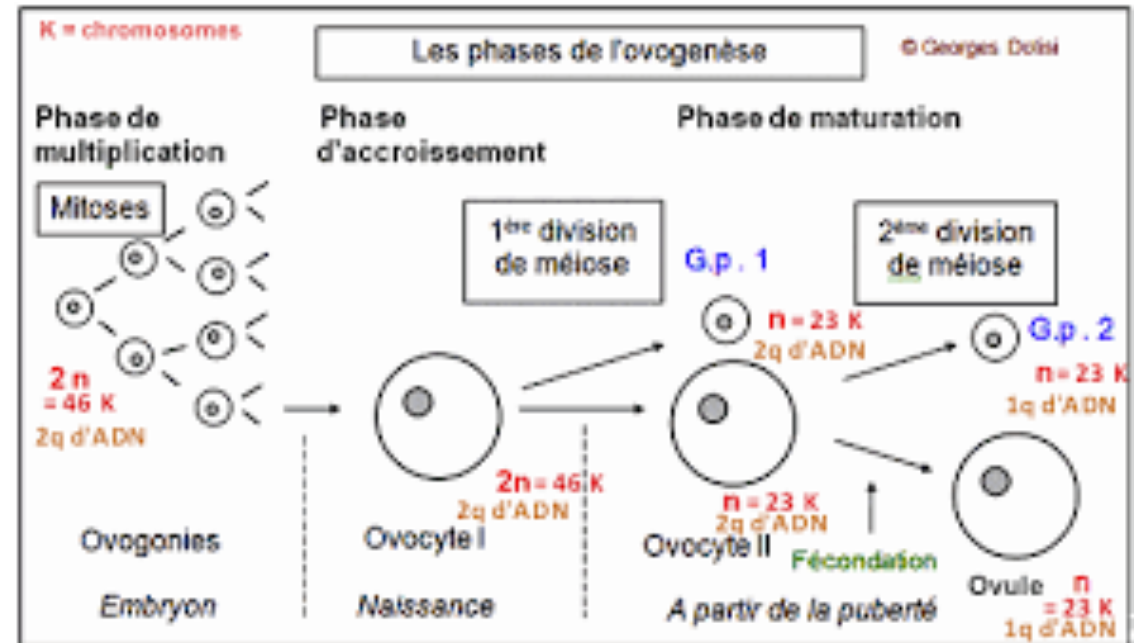 K = chromosomes
Les phases de l'ovogenèse
© Georges Dolisi
Phase de
multiplication
Phase
d'accroissement
Phase de maturation
Mitoses
1ère division
de méiose
G.p. 1
2ème division
de méiose
n = 23 K
2q d'ADN
G.p. 2
2 n
= 46 K
2q d'ADN
n = 23 K
1q d'ADN
2n = 46 K
2q d'ADN
n = 23 K
2q d'ADN
Ovogonies
Ovocyte I
Ovocyte II
Fécondation
Ovule
n
= 23 K
1q d'ADN
Embryon
Naissance
A partir de la puberté